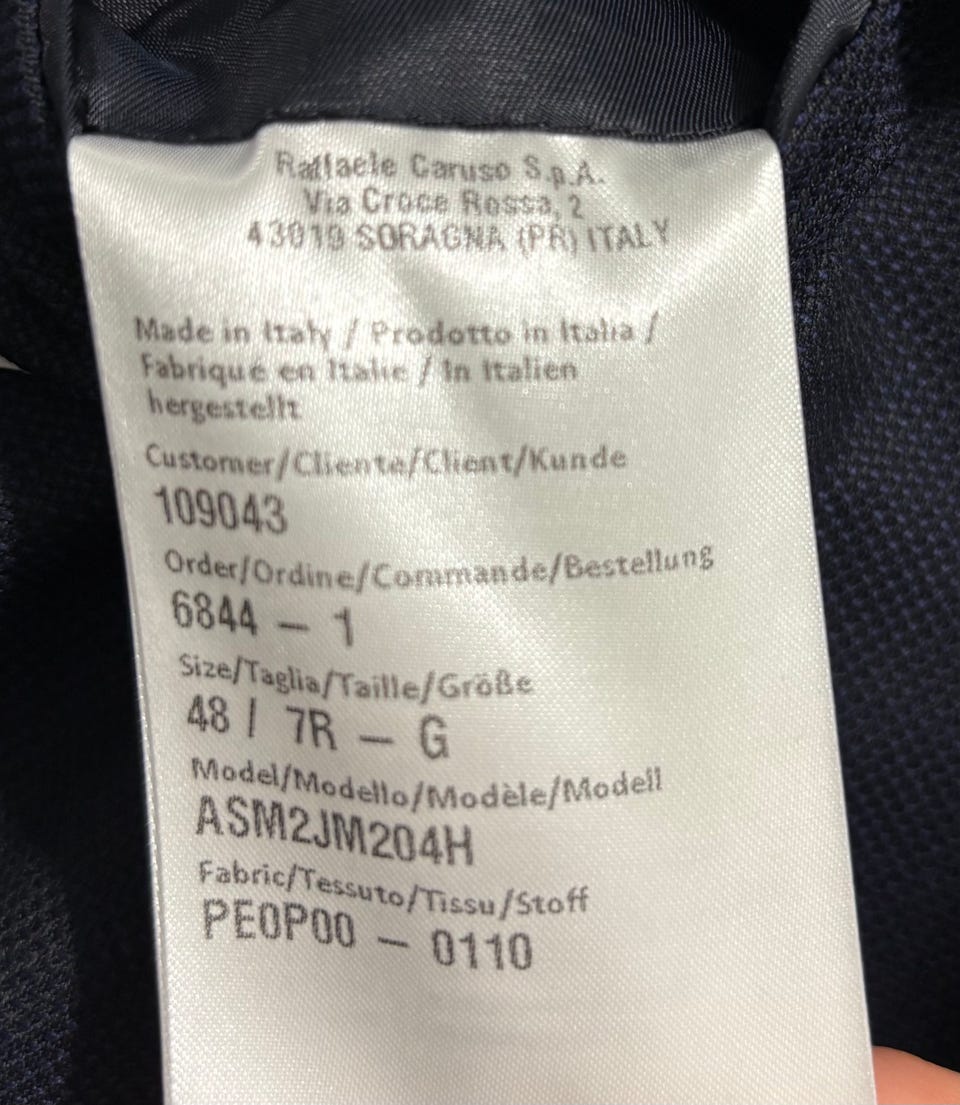 Raffaele Caruso S.p.A.
Via Croce Rossa, 2
43019 SORAGNA (PR) ITALY
Made in Italy / Prodotto in Italia /
Fabriqué en Italie / In Italien
hergestellt
Customer/Cliente/Client/Kunde
109043
Order/Ordine/Commande/Bestellung
6844 - 1
Size/Taglia/Taille/Größe
48 / 7R - G
Model/Modello/Modèle/Modell
ASM2JM204H
Fabric/Tessuto/Tissu/Stoff
PE0P00 - 0110